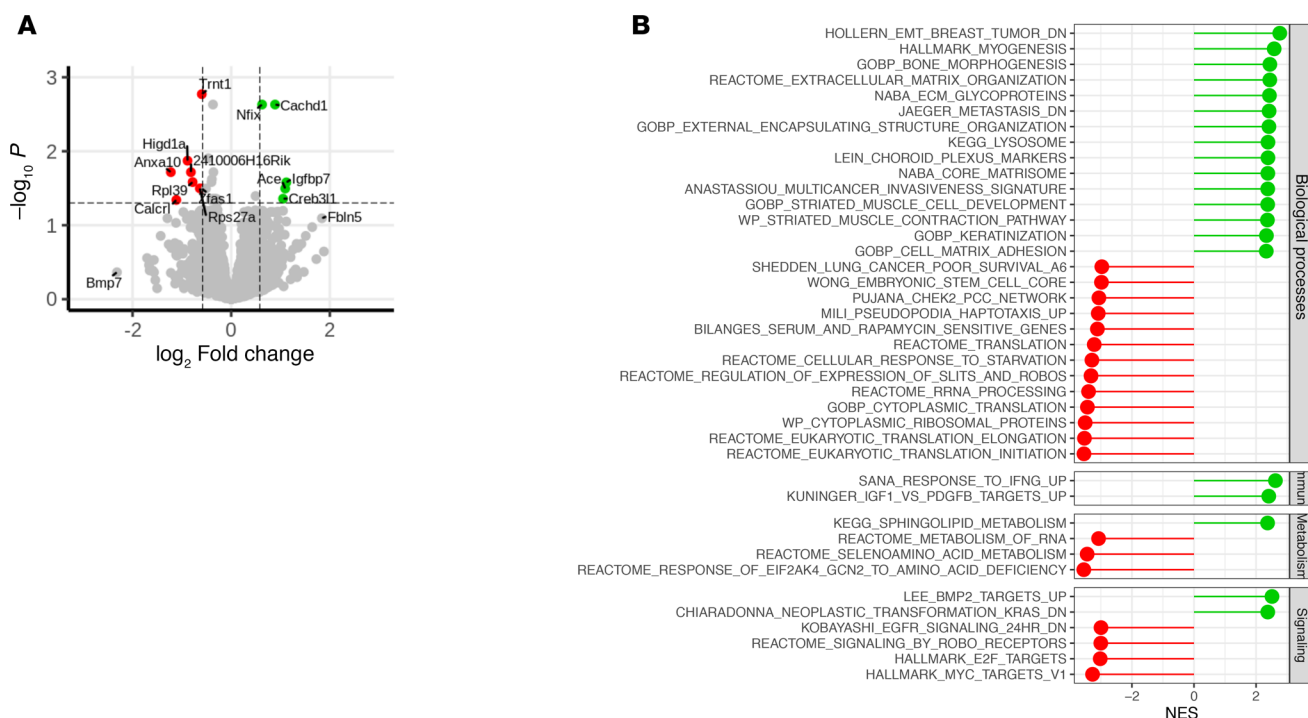 A
3
2
1
0
-2
0
2
−log10 P
log2 Fold change
Trnt1
Nfix
Cachd1
Higd1a
Anxa10
2410006H16Rik
Ace
Igfbp7
Rpl39
Zfas1
Creb3l1
Calcrl
Rps27a
Fbln5
Bmp7
B
HOLLERN_EMT_BREAST_TUMOR_DN
HALLMARK_MYOGENESIS
GOBP_BONE_MORPHOGENESIS
REACTOME_EXTRACELLULAR_MATRIX_ORGANIZATION
NABA_ECM_GLYCOPROTEINS
JAEGER_METASTASIS_DN
GOBP_EXTERNAL_ENCAPSULATING_STRUCTURE_ORGANIZATION
KEGG_LYSOSOME
LEIN_CHOROID_PLEXUS_MARKERS
NABA_CORE_MATRISOME
ANASTASSIOU_MULTICANCER_INVASIVENESS_SIGNATURE
GOBP_STRIATED_MUSCLE_CELL_DEVELOPMENT
WP_STRIATED_MUSCLE_CONTRACTION_PATHWAY
GOBP_KERATINIZATION
GOBP_CELL_MATRIX_ADHESION
SHEDDEN_LUNG_CANCER_POOR_SURVIVAL_A6
WONG_EMBRYONIC_STEM_CELL_CORE
PUJANA_CHEK2_PCC_NETWORK
MILI_PSEUDOPODIA_HAPTOTAXIS_UP
BILANGES_SERUM_AND_RAPAMYCIN_SENSITIVE_GENES
REACTOME_TRANSLATION
REACTOME_CELLULAR_RESPONSE_TO_STARVATION
REACTOME_REGULATION_OF_EXPRESSION_OF_SLITS_AND_ROBOS
REACTOME_RRNA_PROCESSING
GOBP_CYTOPLASMIC_TRANSLATION
WP_CYTOPLASMIC_RIBOSOMAL_PROTEINS
REACTOME_EUKARYOTIC_TRANSLATION_ELONGATION
REACTOME_EUKARYOTIC_TRANSLATION_INITIATION
Biological processes
SANA_RESPONSE_TO_IFNG_UP
KUNINGER_IGF1_VS_PDGFB_TARGETS_UP
mmun
KEGG_SPHINGOLIPID_METABOLISM
REACTOME_METABOLISM_OF_RNA
REACTOME_SELENOAMINO_ACID_METABOLISM
REACTOME_RESPONSE_OF_EIF2AK4_GCN2_TO_AMINO_ACID_DEFICIENCY
Metabolism
LEE_BMP2_TARGETS_UP
CHIARADONNA_NEOPLASTIC_TRANSFORMATION_KRAS_DN
KOBAYASHI_EGFR_SIGNALING_24HR_DN
REACTOME_SIGNALING_BY_ROBO_RECEPTORS
HALLMARK_E2F_TARGETS
HALLMARK_MYC_TARGETS_V1
Signaling
−2
0
2
NES